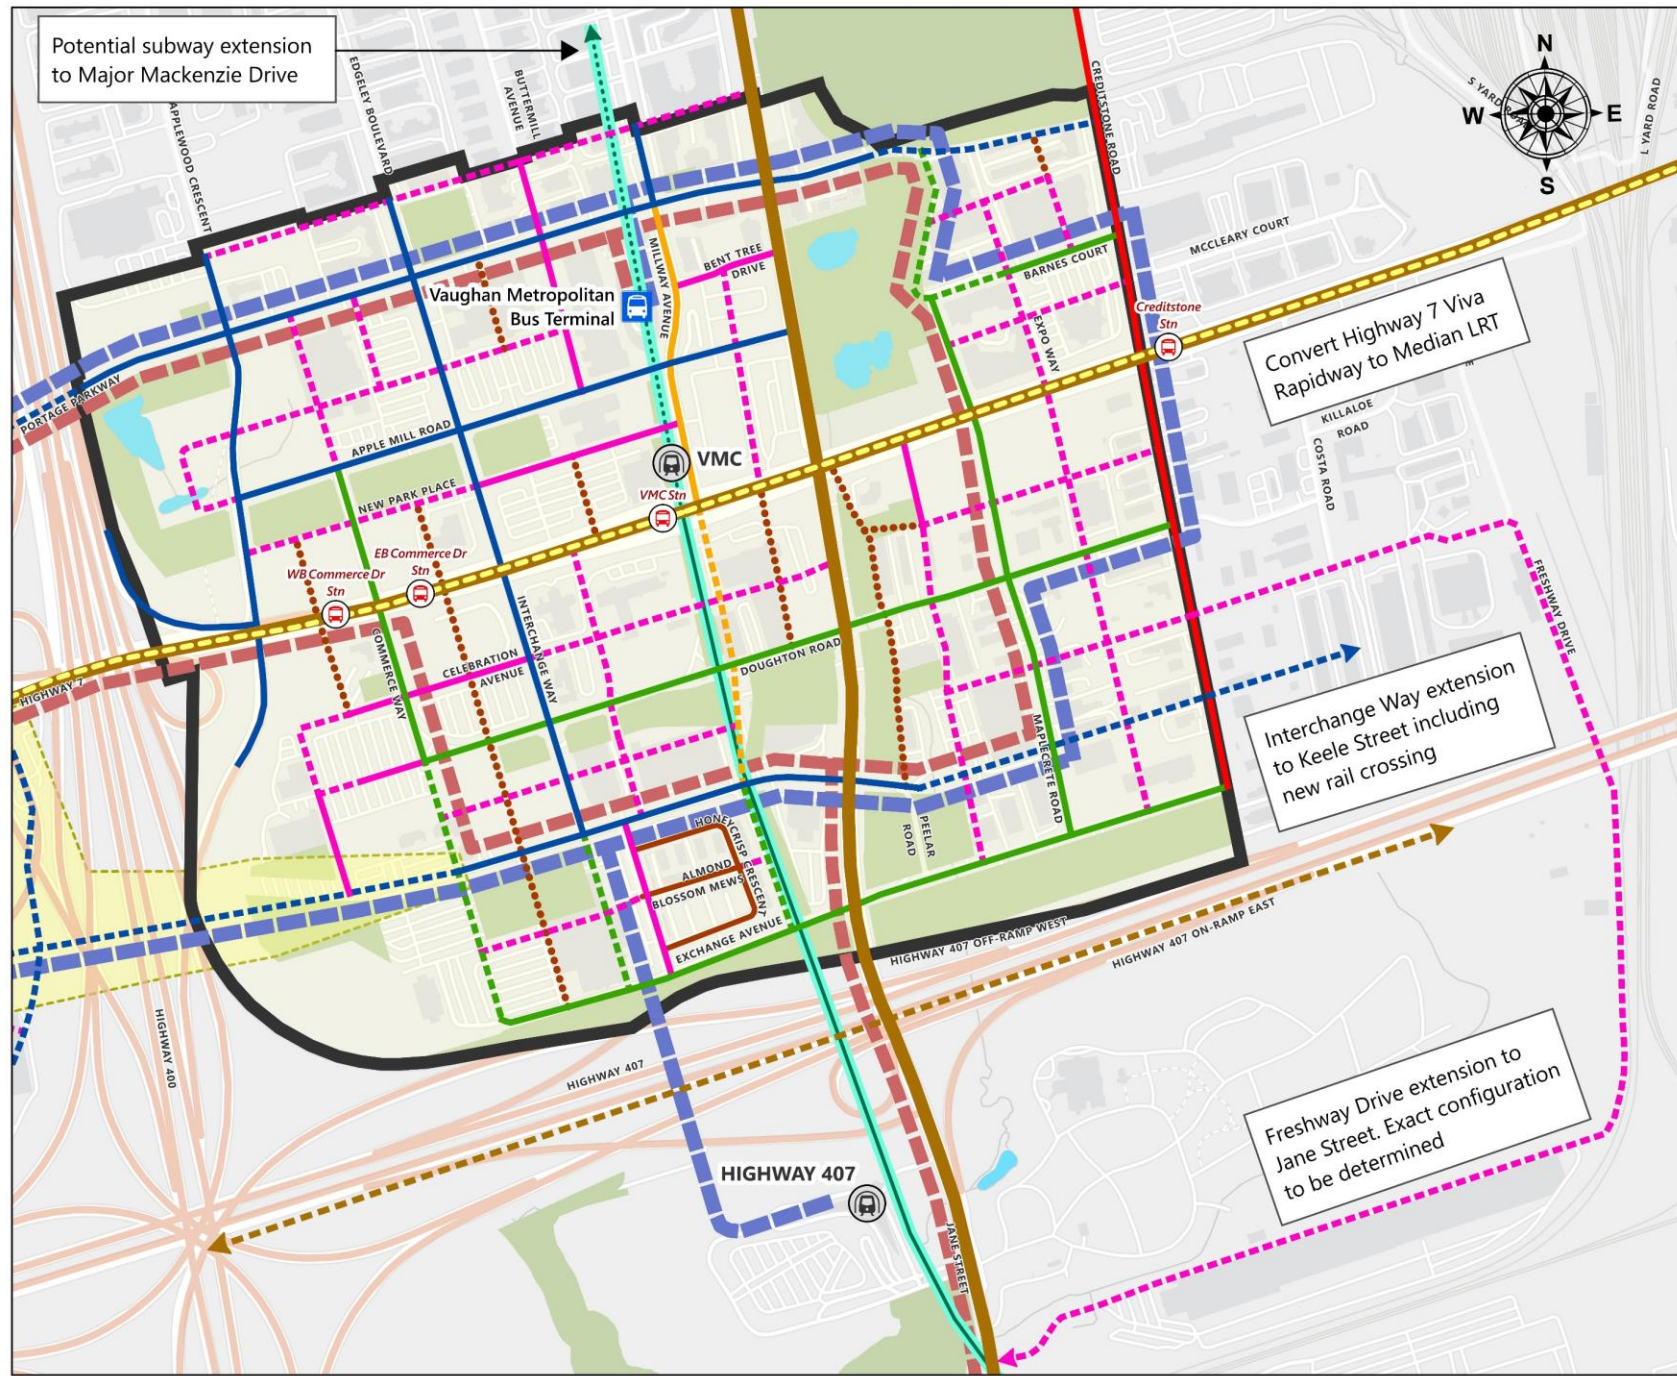 Potential subway extension
to Major Mackenzie Drive
N
W
E
S
S YARD ROAD
L YARD ROAD
APPLEWOOD CRESCENT
EDGELEY BOULEVARD
BUTTERMILL
AVENUE
CREDITSTONE ROAD
MCCLEARY COURT
MILLWAY AVENUE
BENT TREE
DRIVE
BARNES COURT
EXPO WAY
Vaughan Metropolitan
Bus Terminal
Creditstone
Stn
Convert Highway 7 Viva
Rapidway to Median LRT
KILLALOE
ROAD
COSTA ROAD
PORTAGE PARKWAY
APPLE MILL ROAD
NEW PARK PLACE
VMC
VMC Stn
EB Commerce Dr
Stn
WB Commerce Dr
Stn
HIGHWAY 7
COMMERCE WAY
INTERCHANGE WAY
CELEBRATION
AVENUE
DOUGHTON ROAD
MAPLECRETE ROAD
PEELAR
ROAD
FRESHWAY DRIVE
Interchange Way extension
to Keele Street including
new rail crossing
HONEYCRISP CRESCENT
ALMOND
BLOSSOM MEWS
EXCHANGE AVENUE
HIGHWAY 407 OFF-RAMP WEST
HIGHWAY 407 ON-RAMP EAST
HIGHWAY 400
HIGHWAY 407
Freshway Drive extension to
Jane Street. Exact configuration
to be determined
HIGHWAY 407
JANE STREET